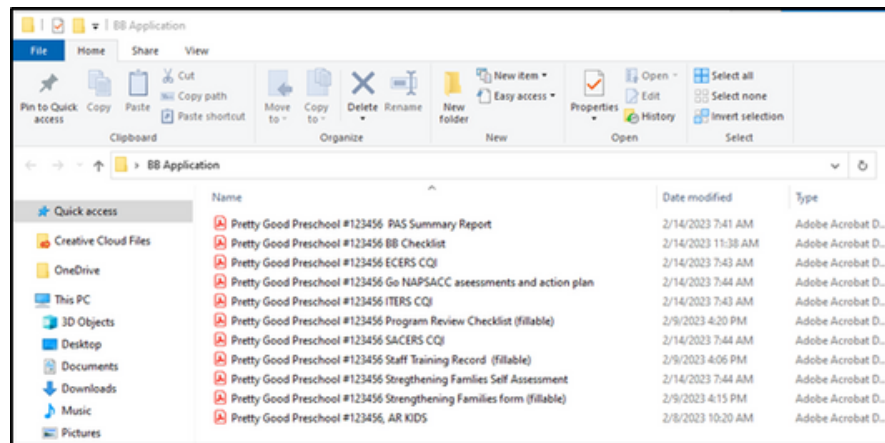 BB Application
File Home Share View
Pin to Quick access
Copy
Paste
Cut
Copy path
Paste shortcut
Clipboard
Move to
Copy to
Delete
Rename
Organize
New folder
New item
Easy access
New
Properties
Open
Edit
History
Open
Select all
Select none
Invert selection
Select
BB Application
Name Date modified Type
Quick access
Creative Cloud Files
OneDrive
This PC
3D Objects
Desktop
Documents
Downloads
Music
Pictures
Pretty Good Preschool #123456 PAS Summary Report 2/14/2023 7:41 AM Adobe Acrobat D...
Pretty Good Preschool #123456 BB Checklist 2/14/2023 11:38 AM Adobe Acrobat D...
Pretty Good Preschool #123456 ECERS CQI 2/14/2023 7:43 AM Adobe Acrobat D...
Pretty Good Preschool #123456 Go NAPSACC aseessments and action plan 2/14/2023 7:44 AM Adobe Acrobat D...
Pretty Good Preschool #123456 ITERS CQI 2/14/2023 7:43 AM Adobe Acrobat D...
Pretty Good Preschool #123456 Program Review Checklist (fillable) 2/9/2023 4:20 PM Adobe Acrobat D...
Pretty Good Preschool #123456 SACERS CQI 2/14/2023 7:44 AM Adobe Acrobat D...
Pretty Good Preschool #123456 Staff Training Record (fillable) 2/9/2023 4:06 PM Adobe Acrobat D...
Pretty Good Preschool #123456 Stregthening Families Self Assessment 2/14/2023 7:44 AM Adobe Acrobat D...
Pretty Good Preschool #123456 Strengthening Families form (fillable) 2/9/2023 4:15 PM Adobe Acrobat D...
Pretty Good Preschool #123456, AR KIDS 2/8/2023 10:20 AM Adobe Acrobat D...